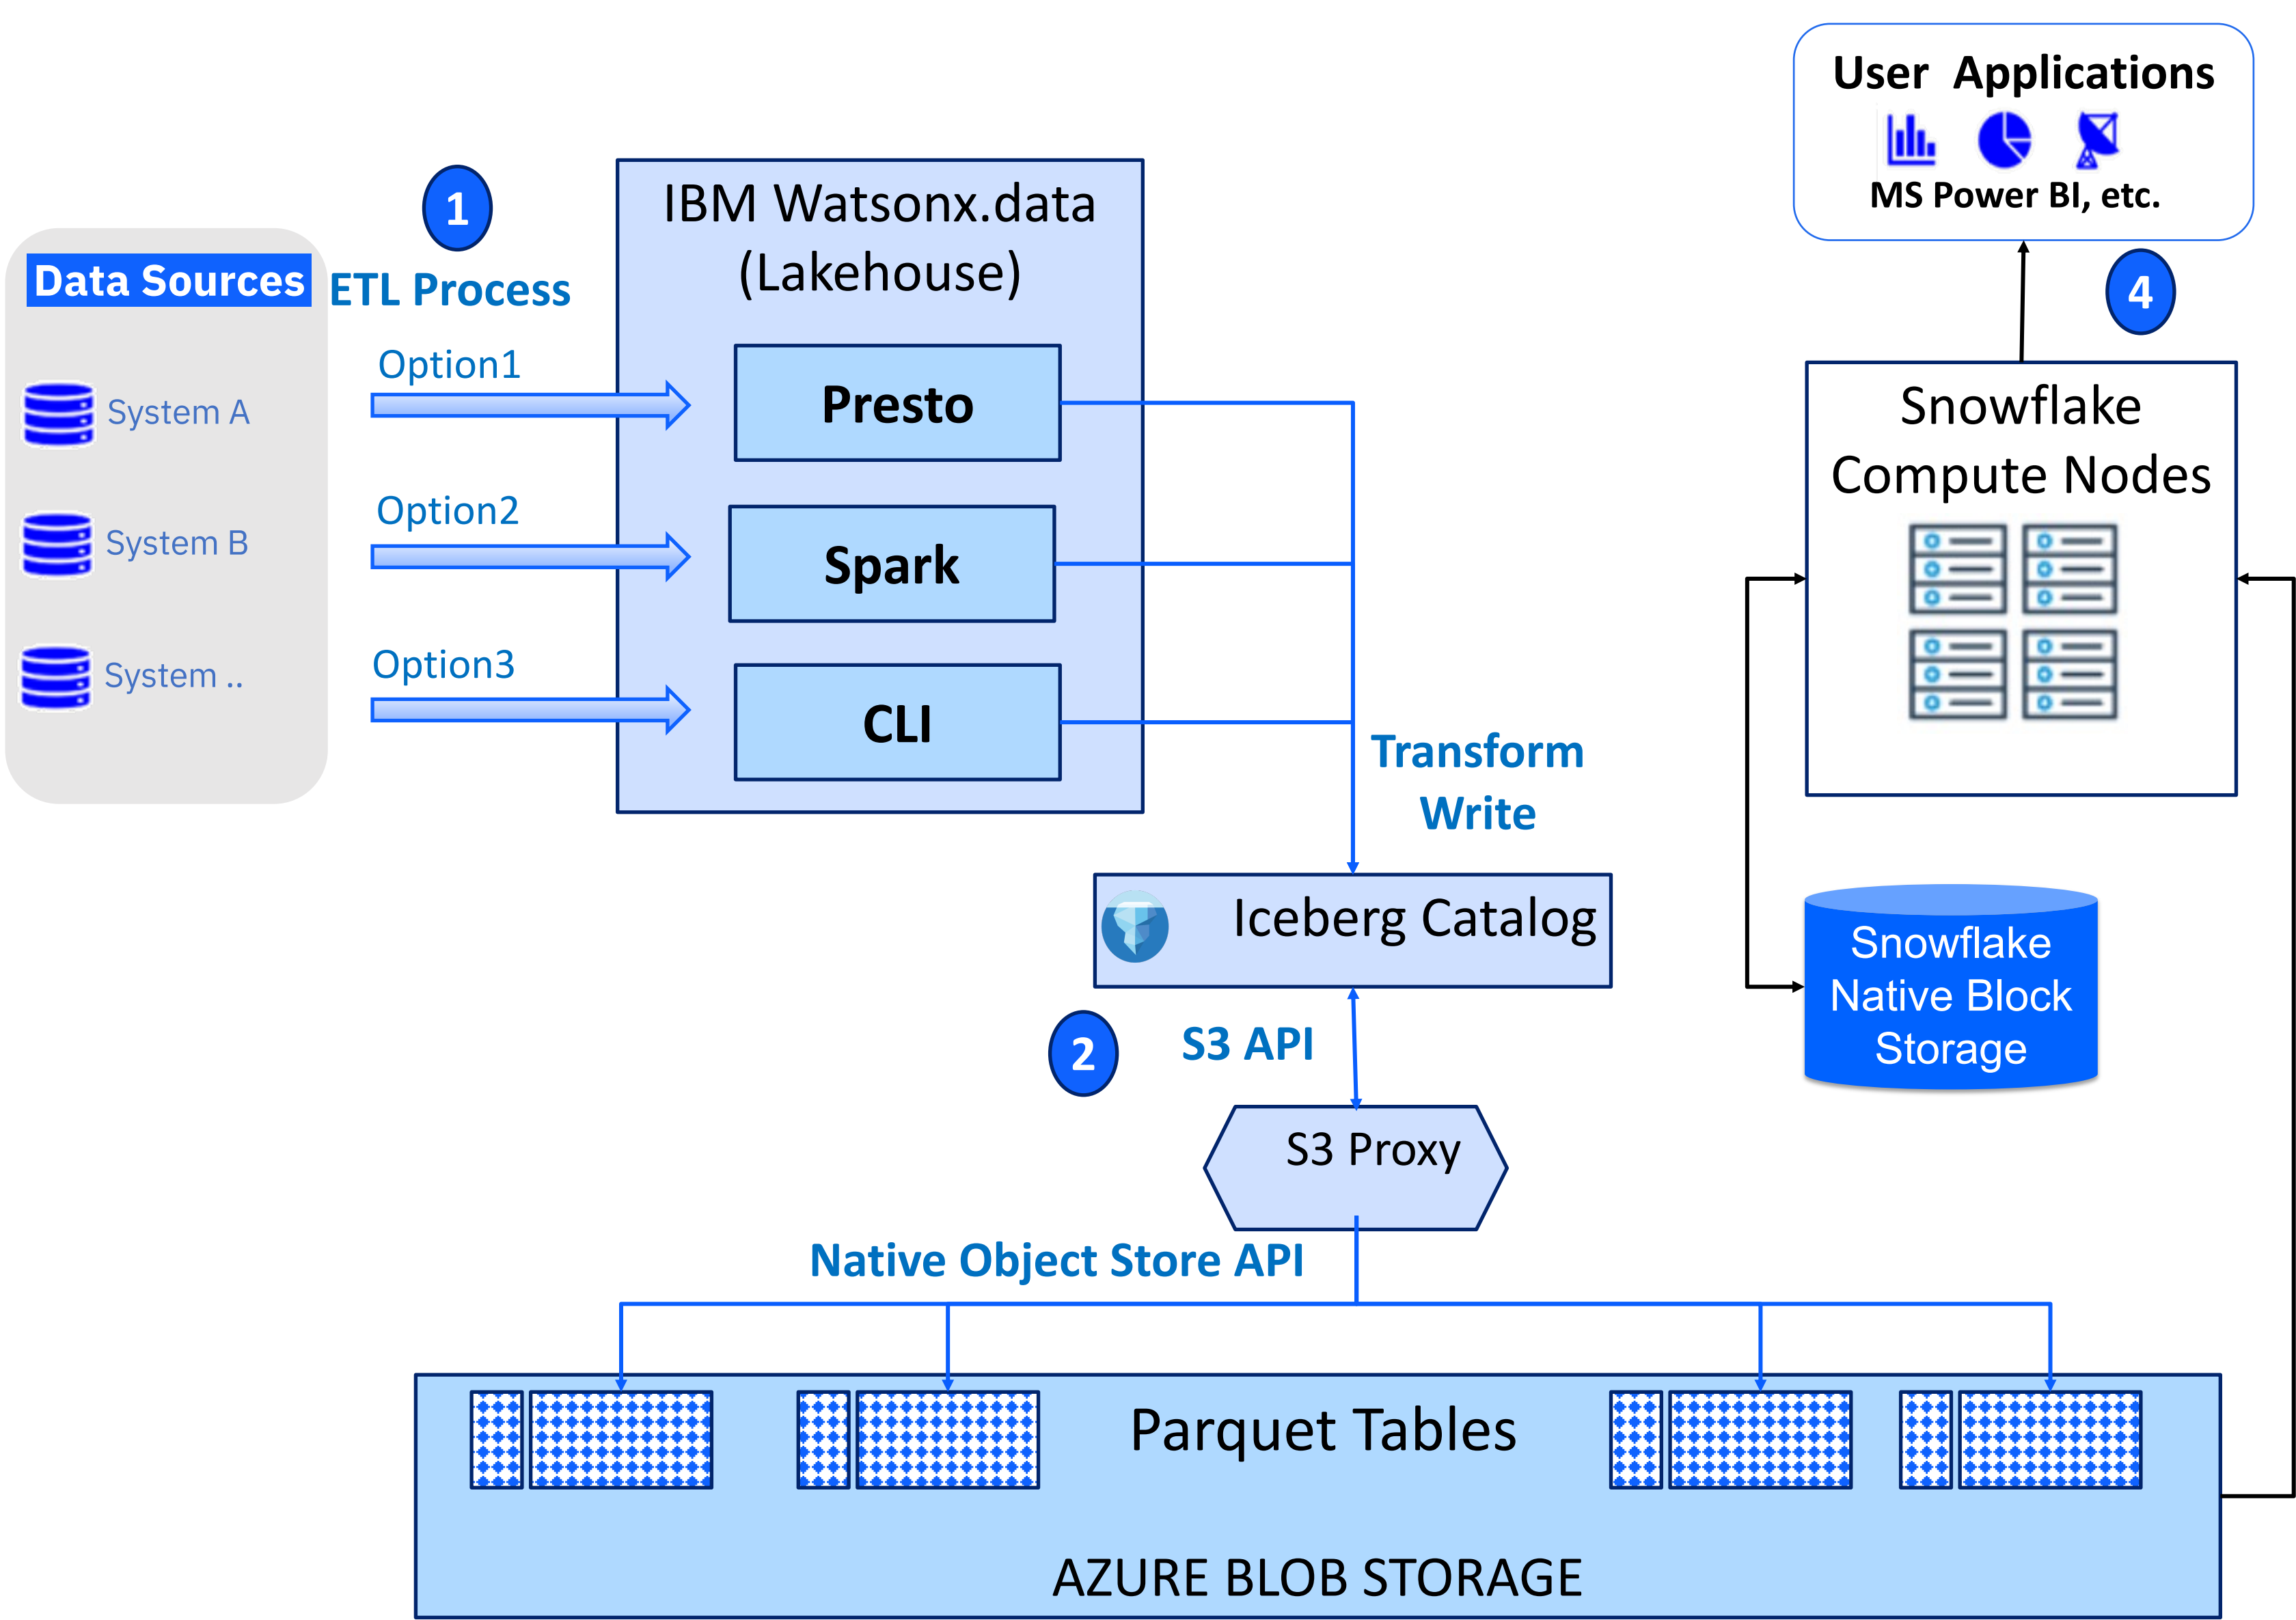 User Applications
MS Power BI, etc.
1
IBM Watsonx.data
(Lakehouse)
Data Sources
ETL Process
4
Option1
System A
Presto
Snowflake
Compute Nodes
Option2
System B
Spark
Option3
System ..
CLI
Transform
Write
Iceberg Catalog
Snowflake
Native Block
Storage
2
S3 API
S3 Proxy
Native Object Store API
Parquet Tables
AZURE BLOB STORAGE